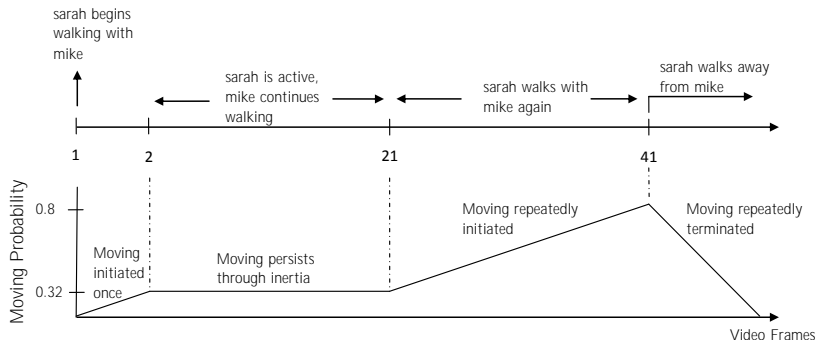 sarah begins
walking with
mike
sarah is active,
mike continues
walking
sarah walks with
mike again
sarah walks away
from mike
1
2
21
41
Moving Probability
0.8
0.32
Moving
initiated
once
Moving persists
through inertia
Moving repeatedly
initiated
Moving repeatedly
terminated
Video Frames